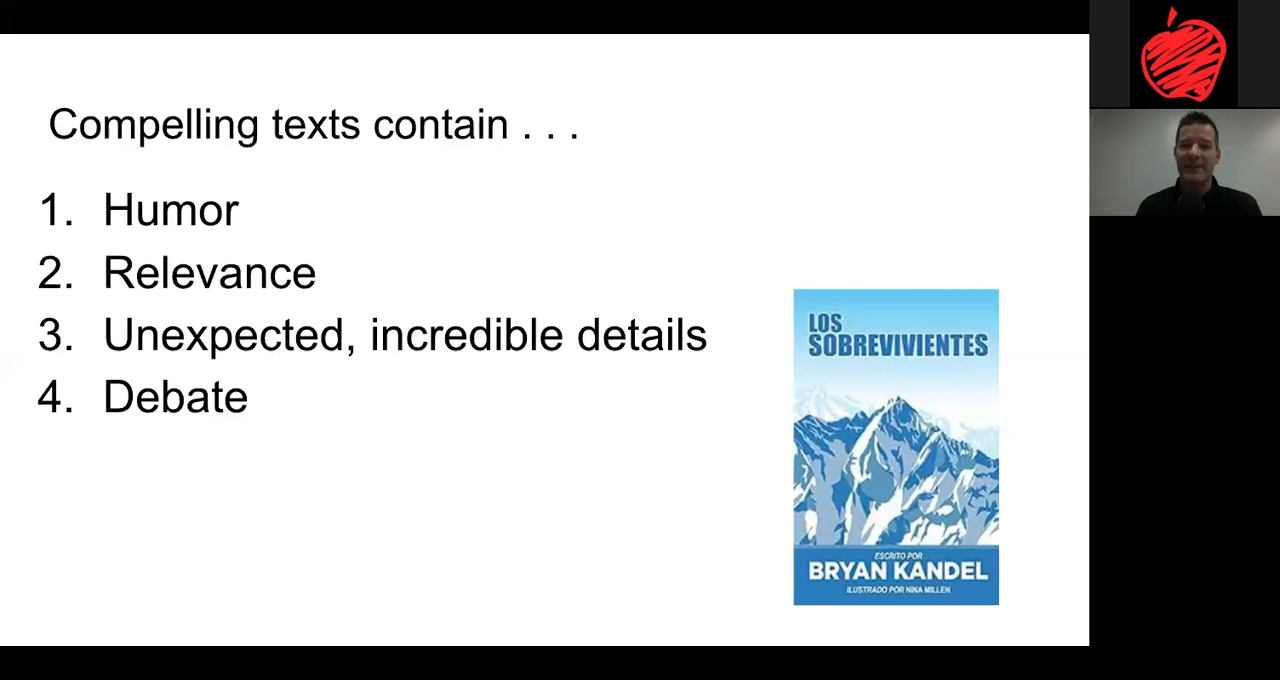 Compelling texts contain . . .
1. Humor
2. Relevance
3. Unexpected, incredible details
4. Debate
LOS
SOBREVIVIENTES
ESCRITO POR
BRYAN KANDEL
ILUSTRADO POR NINA MILLEN